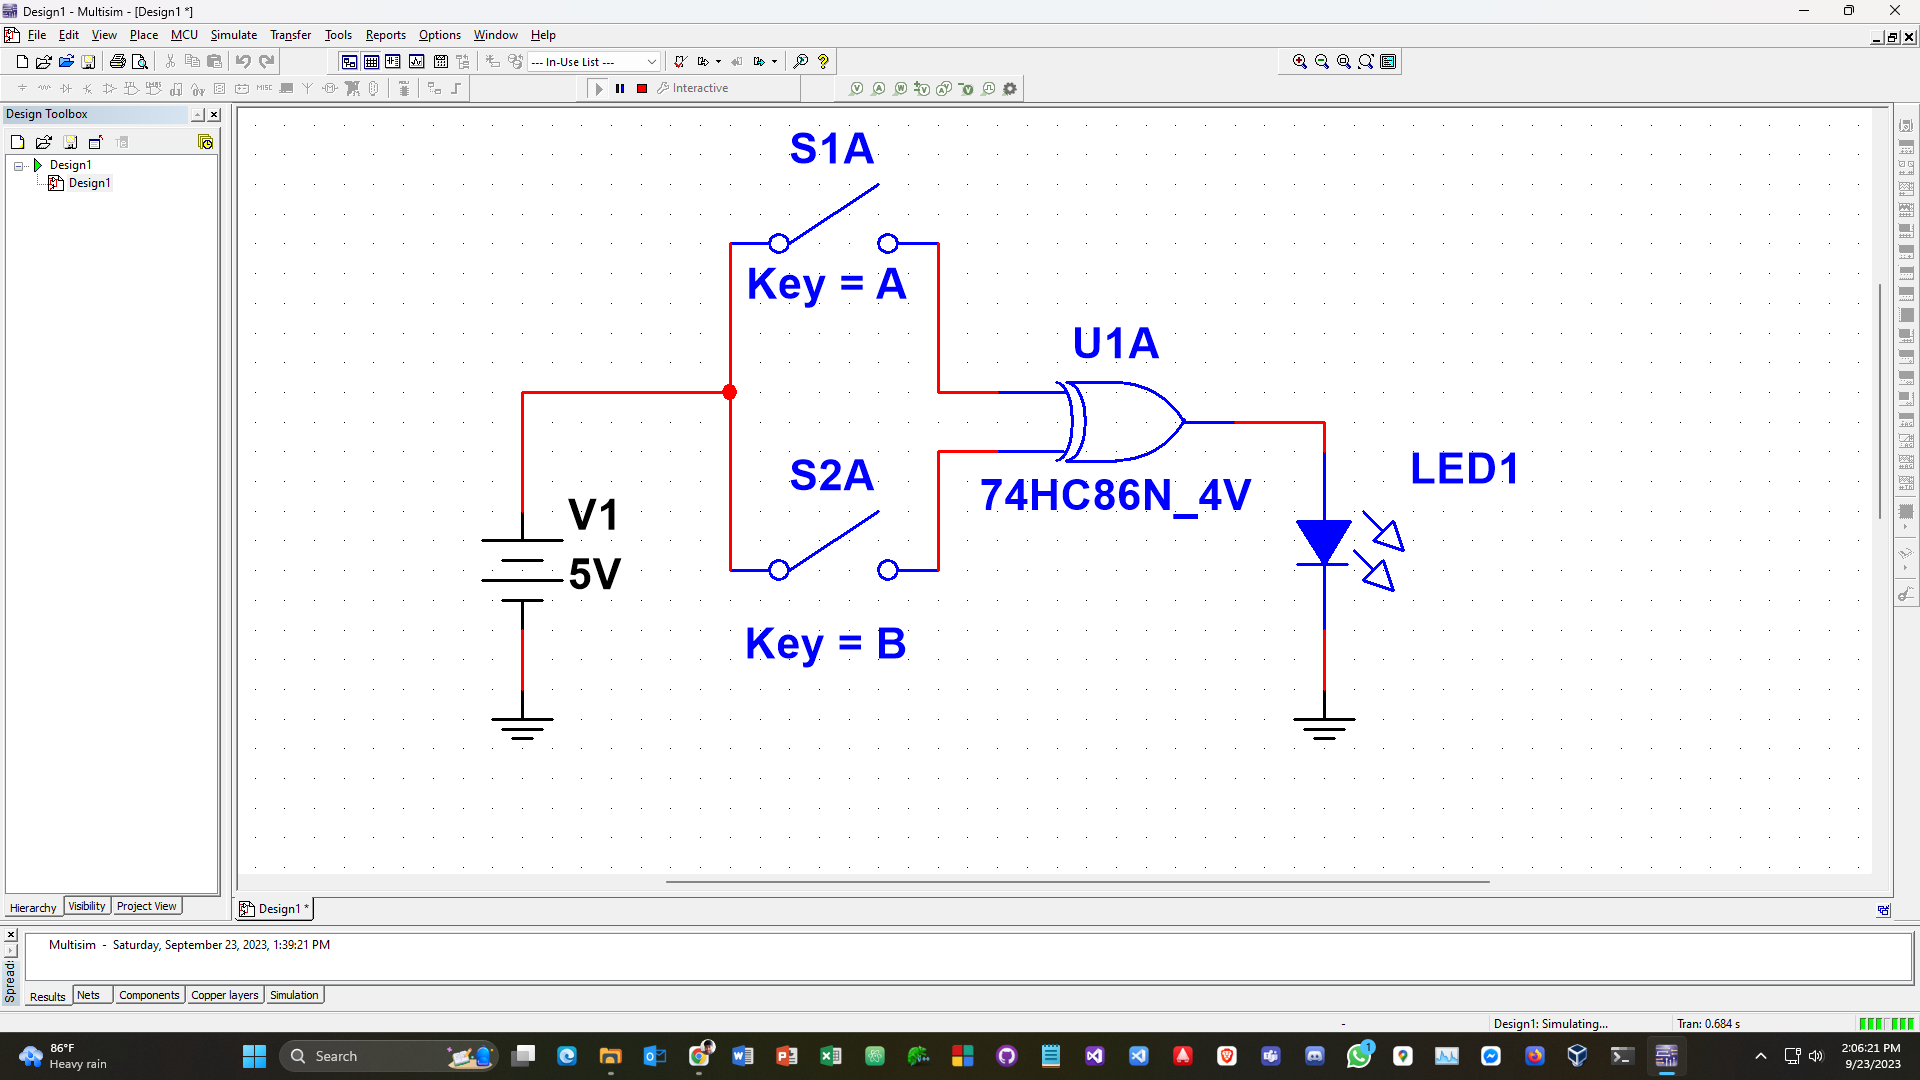 Design1 - Multisim - [Design1 *]
File Edit View Place MCU Simulate Transfer Tools Reports Options Window Help
--- In-Use List ---
MISC
Interactive
Design Toolbox
Design1
Design1
S1A
Key = A
U1A
74HC86N_4V
S2A
Key = B
V1
5V
LED1
Hierarchy Visibility Project View
Design1 *
Multisim - Saturday, September 23, 2023, 1:39:21 PM
Results Nets Components Copper layers Simulation
-
Design1: Simulating...
Tran: 0.684 s
86°F
Heavy rain
Search
1
2:06:21 PM
9/23/2023